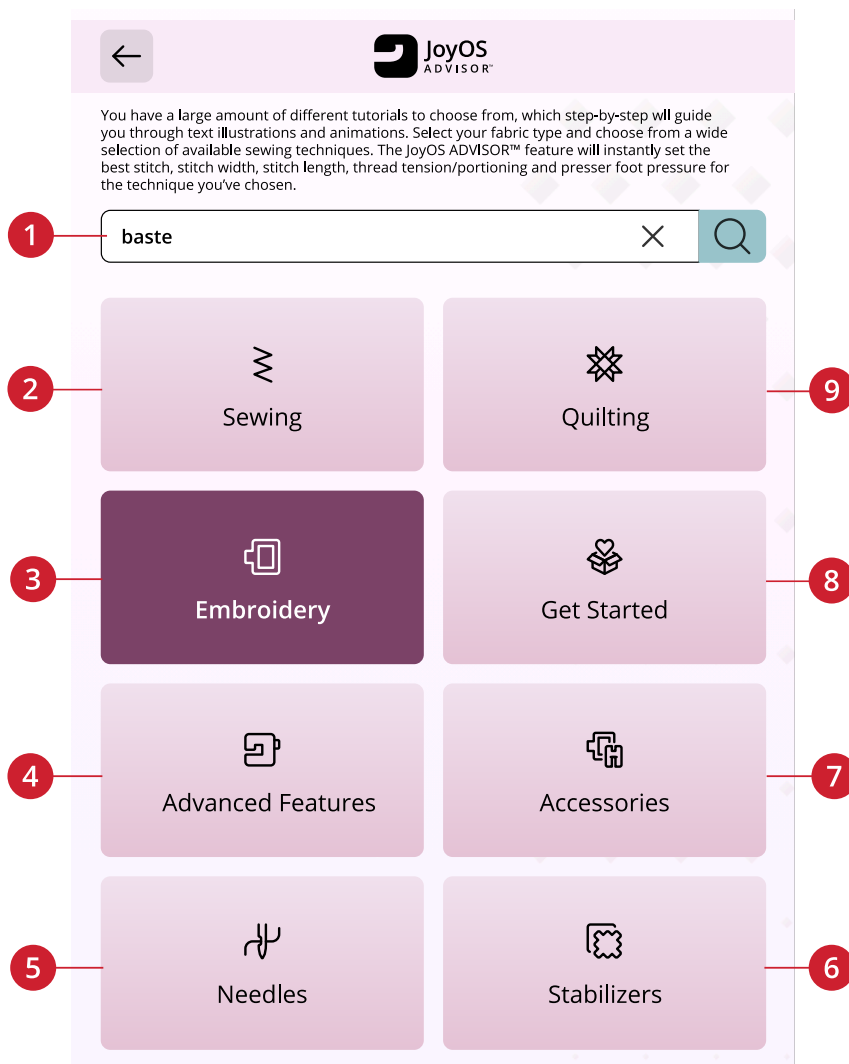 JoyOS
ADVISOR™
You have a large amount of different tutorials to choose from, which step-by-step wll guide
you through text illustrations and animations. Select your fabric type and choose from a wide
selection of available sewing techniques. The JoyOS ADVISOR™ feature will instantly set the
best stitch, stitch width, stitch length, thread tension/portioning and presser foot pressure for
the technique you’ve chosen.
1
baste
2
Sewing
Quilting
9
3
Embroidery
Get Started
8
4
Advanced Features
Accessories
7
5
Needles
Stabilizers
6